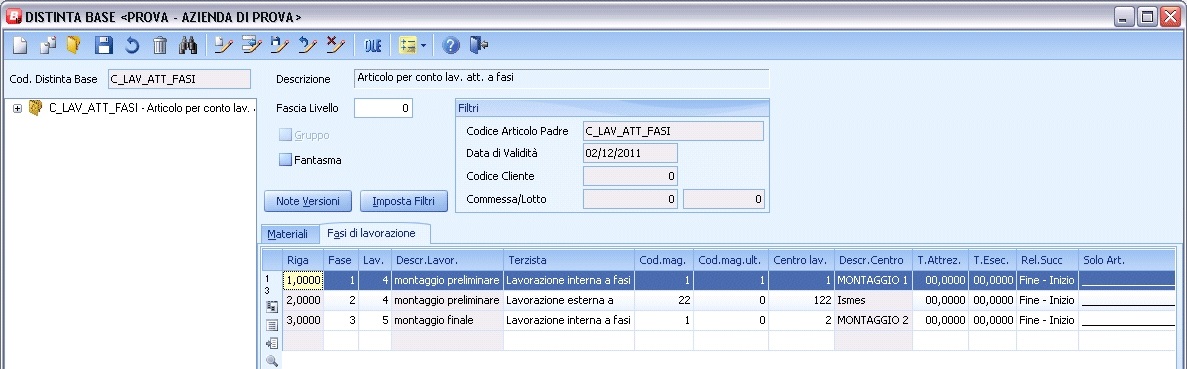 DISTINTA BASE <PROVA - AZIENDA DI PROVA>
OLE
Cod. Distinta Base C_LAV_ATT_FASI Descrizione Articolo per conto lav. att. a fasi
C_LAV_ATT_FASI - Articolo per conto lav.
Fascia Livello 0
Gruppo
Fantasma
Note Versioni Imposta Filtri
Filtri
Codice Articolo Padre C_LAV_ATT_FASI
Data di Validità 02/12/2011
Codice Cliente 0
Commessa/Lotto 0 0
Materiali Fasi di lavorazione
Riga Fase Lav. Descr.Lavor. Terzista Cod.mag. Cod.mag.ult. Centro lav. Descr.Centro T.Attrez. T.Esec. Rel.Succ Solo Art.
1
3
1,0000 1 4 montaggio preliminare Lavorazione interna a fasi 1 1 1 MONTAGGIO 1 00,0000 00,0000 Fine - Inizio
2,0000 2 4 montaggio preliminare Lavorazione esterna a 22 0 122 Ismes 00,0000 00,0000 Fine - Inizio
3,0000 3 5 montaggio finale Lavorazione interna a fasi 1 0 2 MONTAGGIO 2 00,0000 00,0000 Fine - Inizio